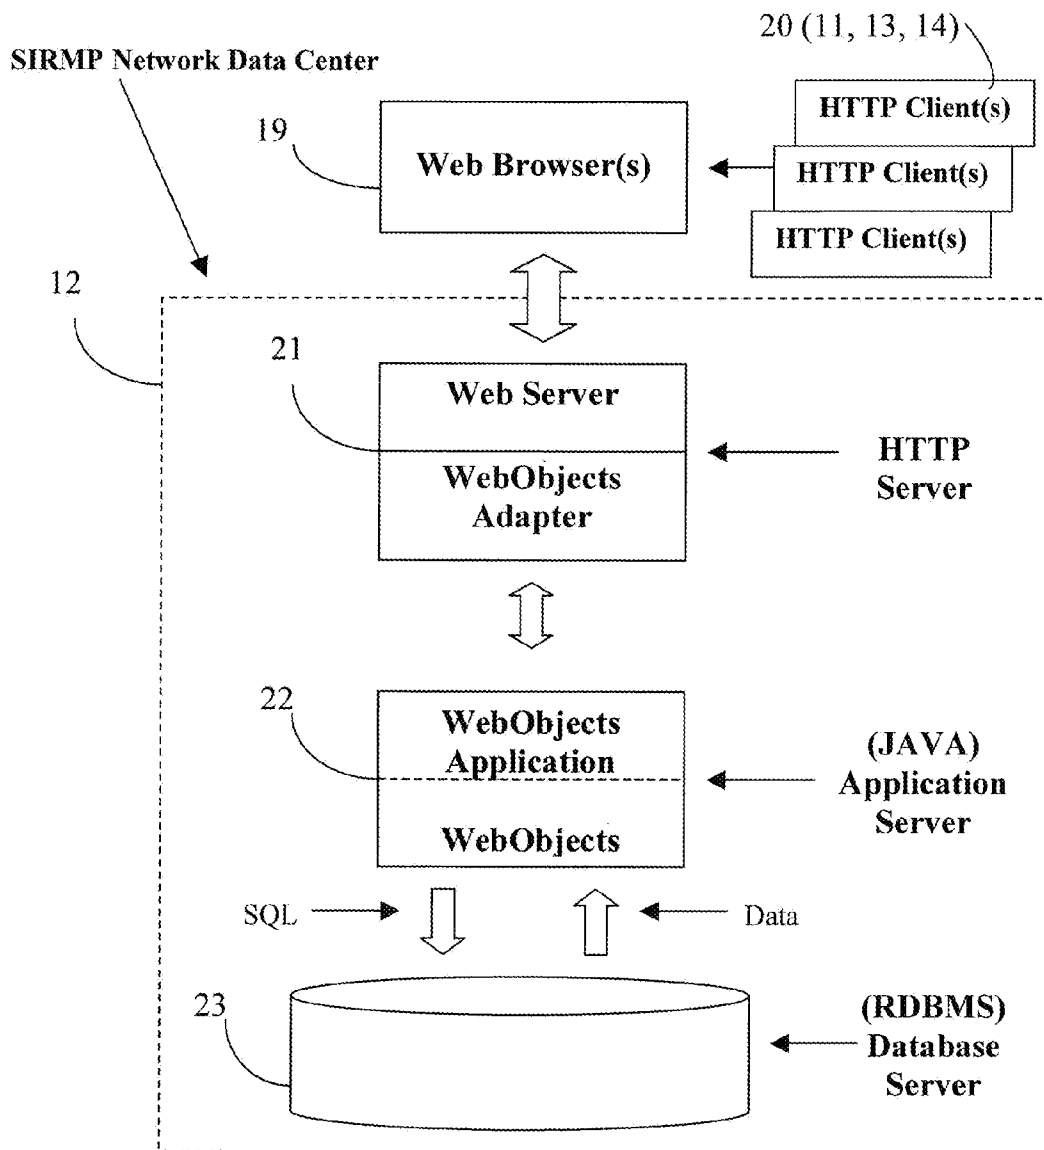 20 (11, 13, 14)
SIRMP Network Data Center
HTTP Client(s)
19
Web Browser(s)
HTTP Client(s)
HTTP Client(s)
12
21
Web Server
WebObjects
Adapter
HTTP
Server
22
WebObjects
Application
WebObjects
(JAVA)
Application
Server
SQL
Data
23
(RDBMS)
Database
Server